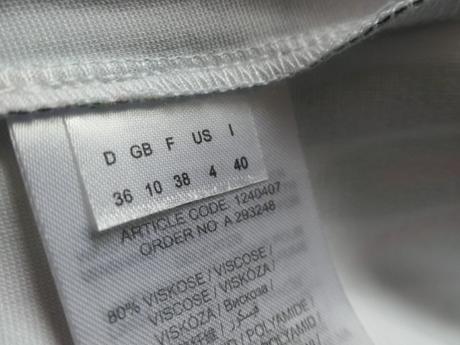 D GB F US I
36 10 38 4 40
ARTICLE CODE: 1240407
ORDER NO: A 293248
80% VISKOSE / VISCOSE /
VISCOSE / VISKÓZA /
VISKÓZA / Вискоза /
POLYAMIDE /
POLYAMID /